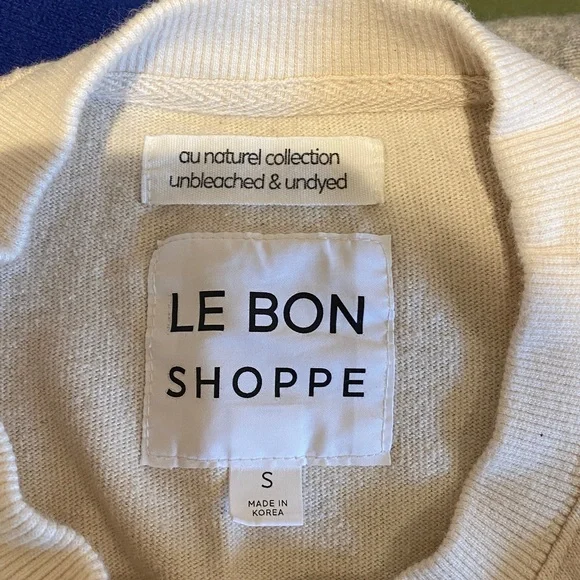 au naturel collection
unbleached & undyed
LE BON
SHOPPE
S
MADE IN
KOREA